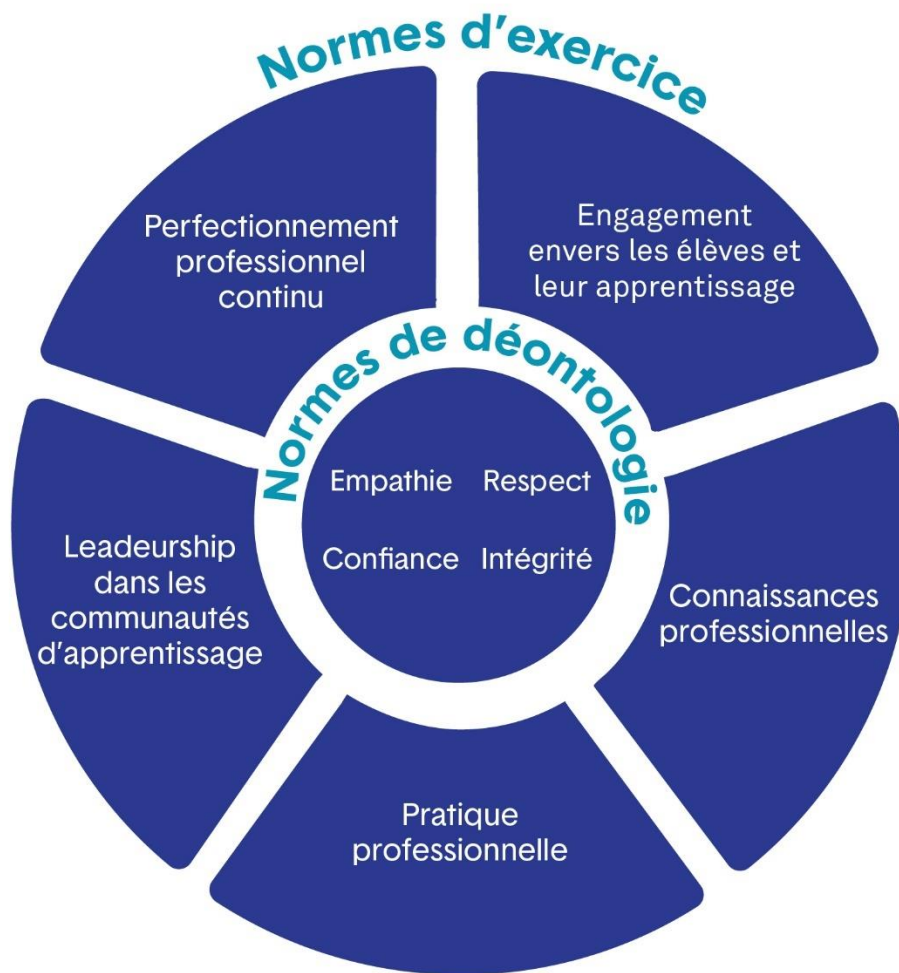 Normes d'exercice
Perfectionnement
professionnel
continu
Engagement
envers les élèves et
leur apprentissage
Normes de déontologie
Empathie Respect
Confiance Intégrité
Leadeurship
dans les
communautés
d'apprentissage
Connaissances
professionnelles
Pratique
professionnelle